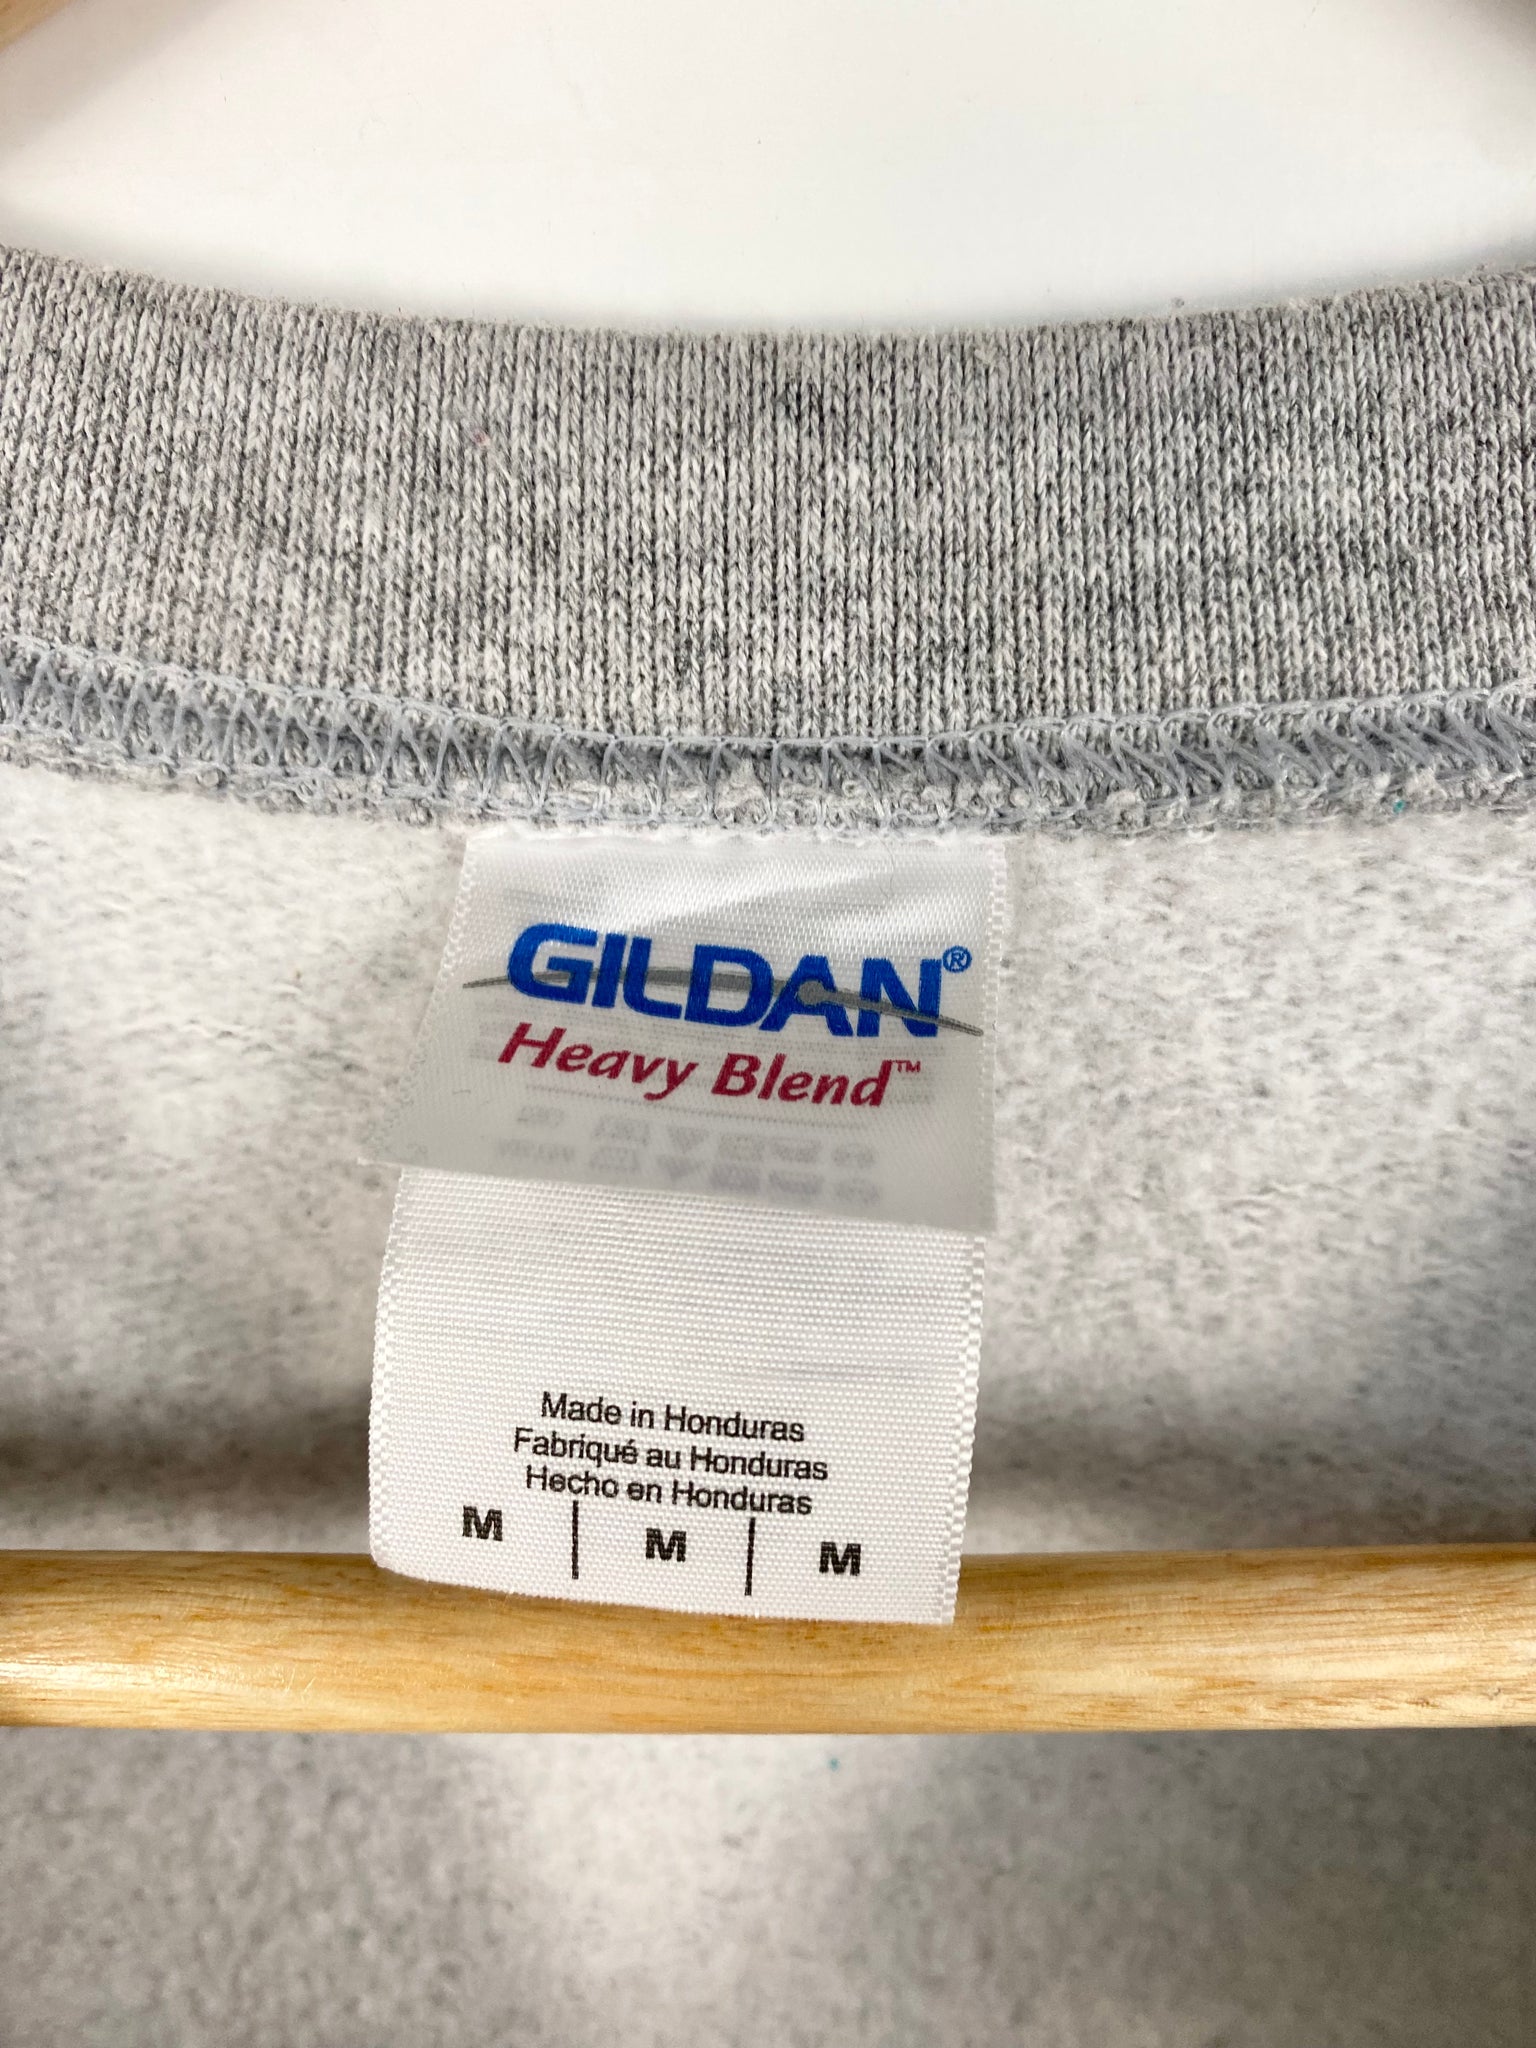 GILDAN®
Heavy Blend™
Made in Honduras
Fabriqué au Honduras
Hecho en Honduras
M | M | M